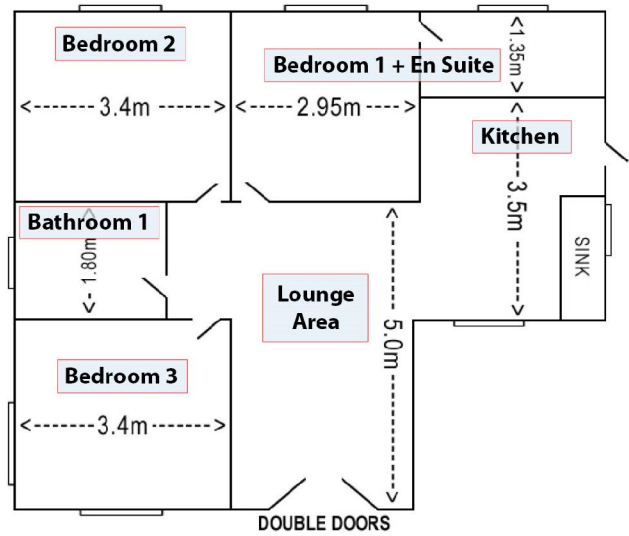 Bedroom 2
Bedroom 1 + En Suite
1.35m
3.4m
2.95m
Kitchen
3.5m
Bathroom 1
1.80m
SINK
Lounge
Area
5.0m
Bedroom 3
3.4m
DOUBLE DOORS